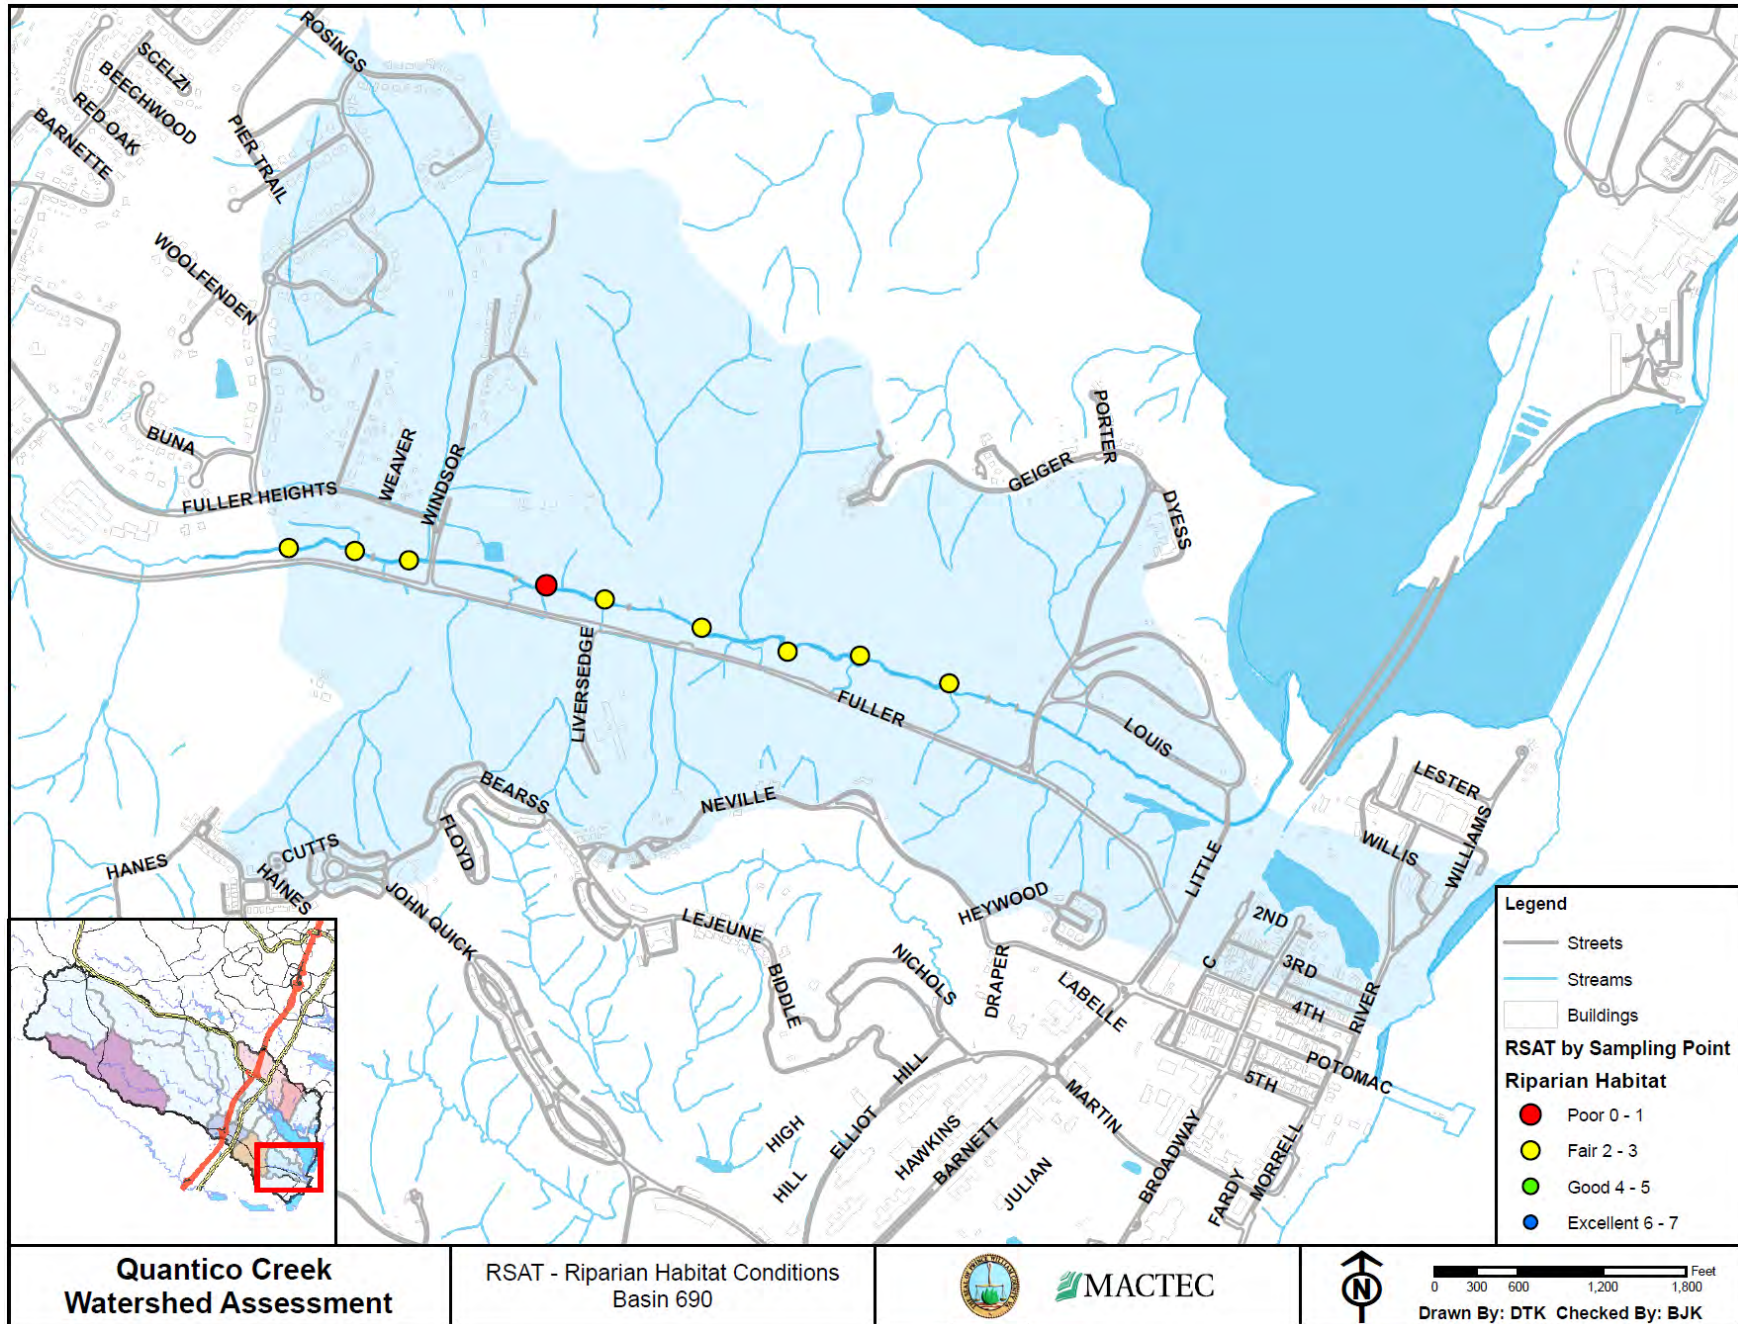 ROSINGS
SCELZI
BEECHWOOD
RED OAK
BARNETTE
PIER TRAIL
WOOLFENDEN
BUNA
FULLER HEIGHTS
WEAVER
WINDSOR
PORTER
GEIGER
DYESS
LIVERSEDGE
FULLER
LOUIS
BEARSS
NEVILLE
FLOYD
CUTTS
HANES
HAINES
JOHN QUICK
LEJEUNE
BIDDLE
NICHOLS
HEYWOOD
DRAPER
LABELLE
LITTLE
LESTER
WILLIS
WILLIAMS
2ND
C
3RD
4TH
RIVER
POTOMAC
5TH
HILL
MARTIN
HIGH
ELLIOT
HAWKINS
BARNETT
HILL
JULIAN
BROADWAY
FARDY
MORRELL
Legend
Streets
Streams
Buildings
RSAT by Sampling Point
Riparian Habitat
Poor 0 - 1
Fair 2 - 3
Good 4 - 5
Excellent 6 - 7
Quantico Creek
Watershed Assessment
RSAT - Riparian Habitat Conditions
Basin 690
MACTEC
N
Feet
0 300 600 1,200 1,800
Drawn By: DTK Checked By: BJK